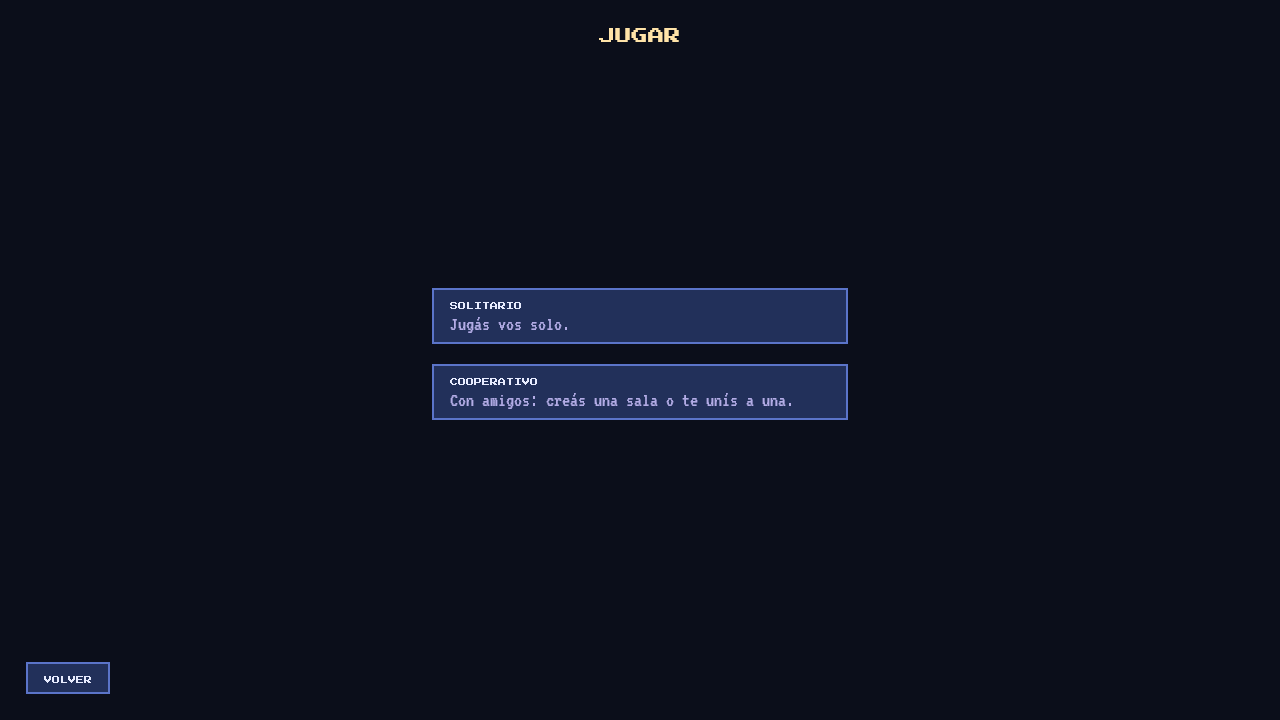 JUGAR
SOLITARIO
Jugás vos solo.
COOPERATIVO
Con amigos: creás una sala o te unís a una.
VOLVER